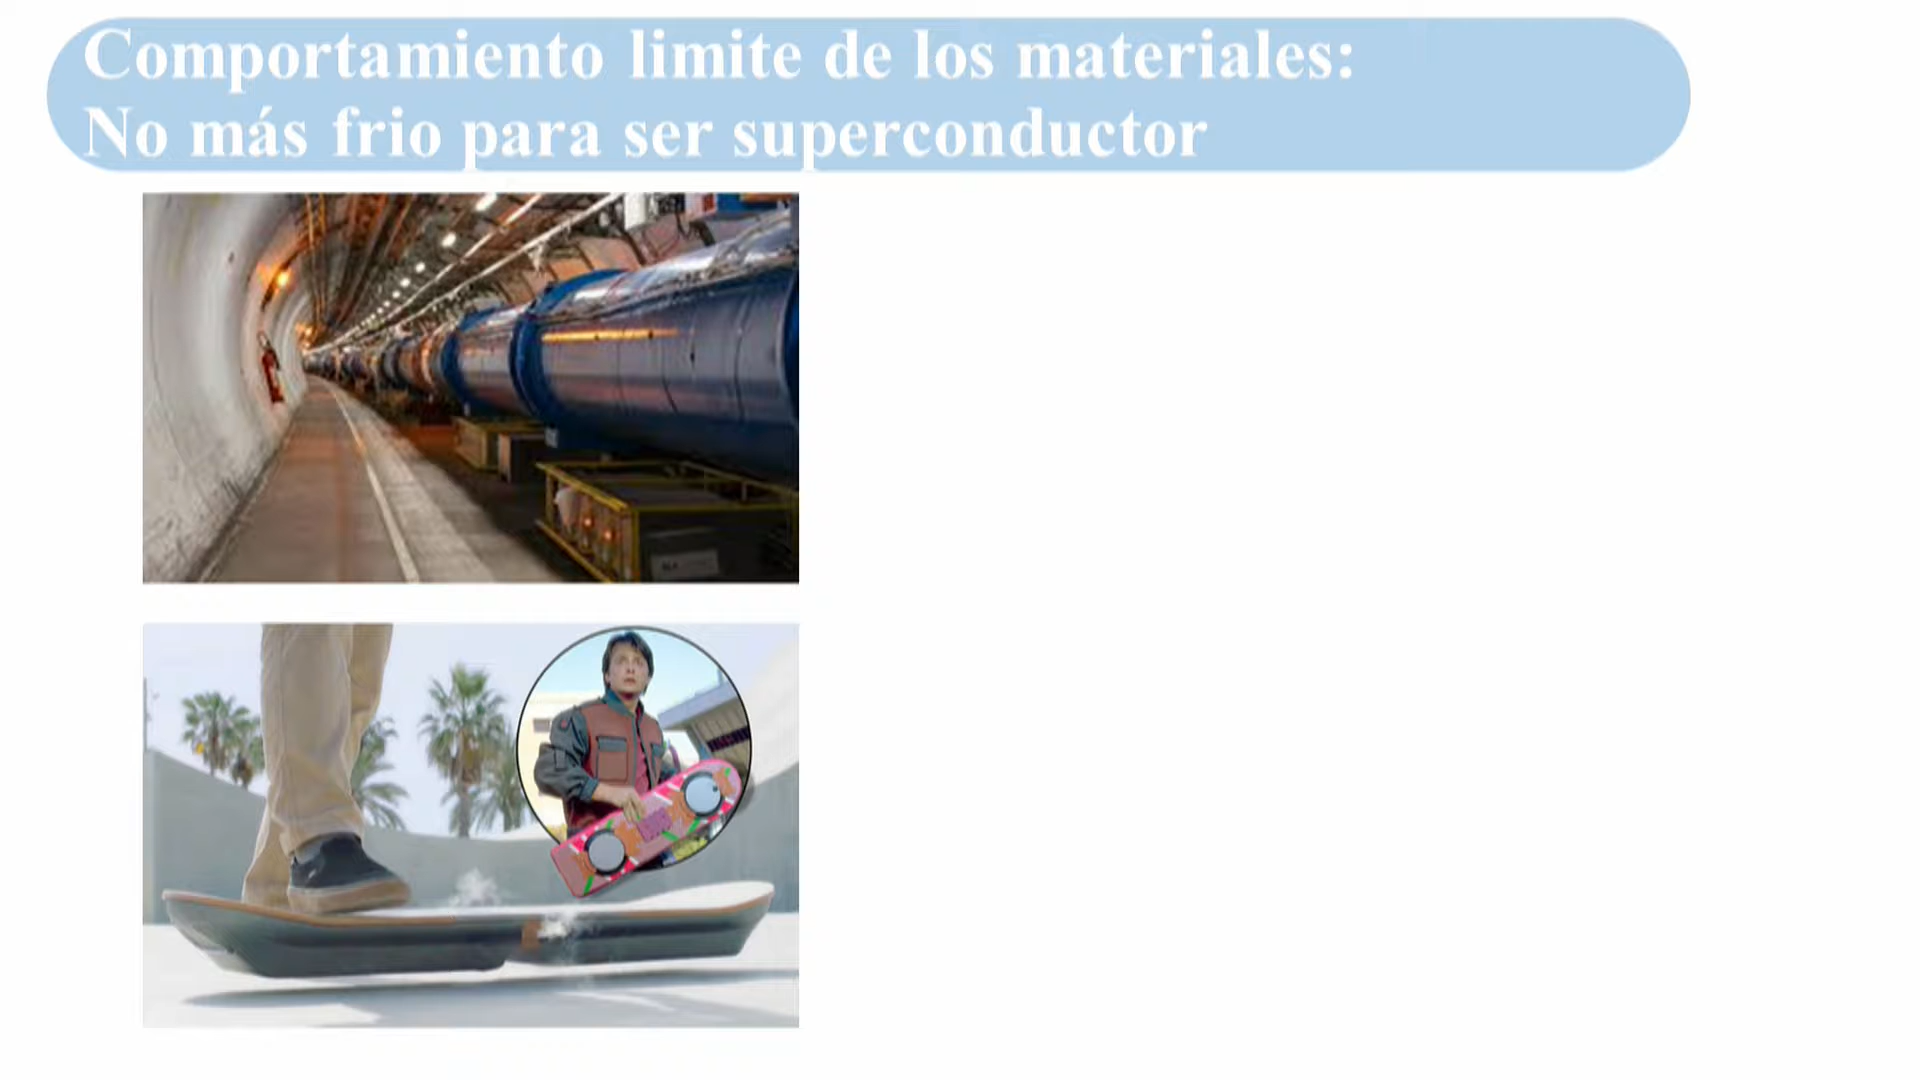 Comportamiento limite de los materiales:
No más frio para ser superconductor